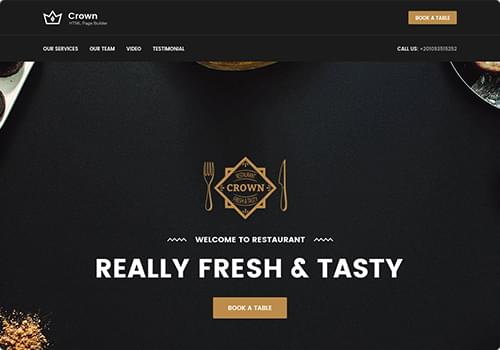 Crown
HTML Page Builder
BOOK A TABLE
OUR SERVICES
OUR TEAM
VIDEO
TESTIMONIAL
CALL US: +201093515252
RESTAURANT
CROWN
FRESH & TASTY
WELCOME TO RESTAURANT
REALLY FRESH & TASTY
BOOK A TABLE